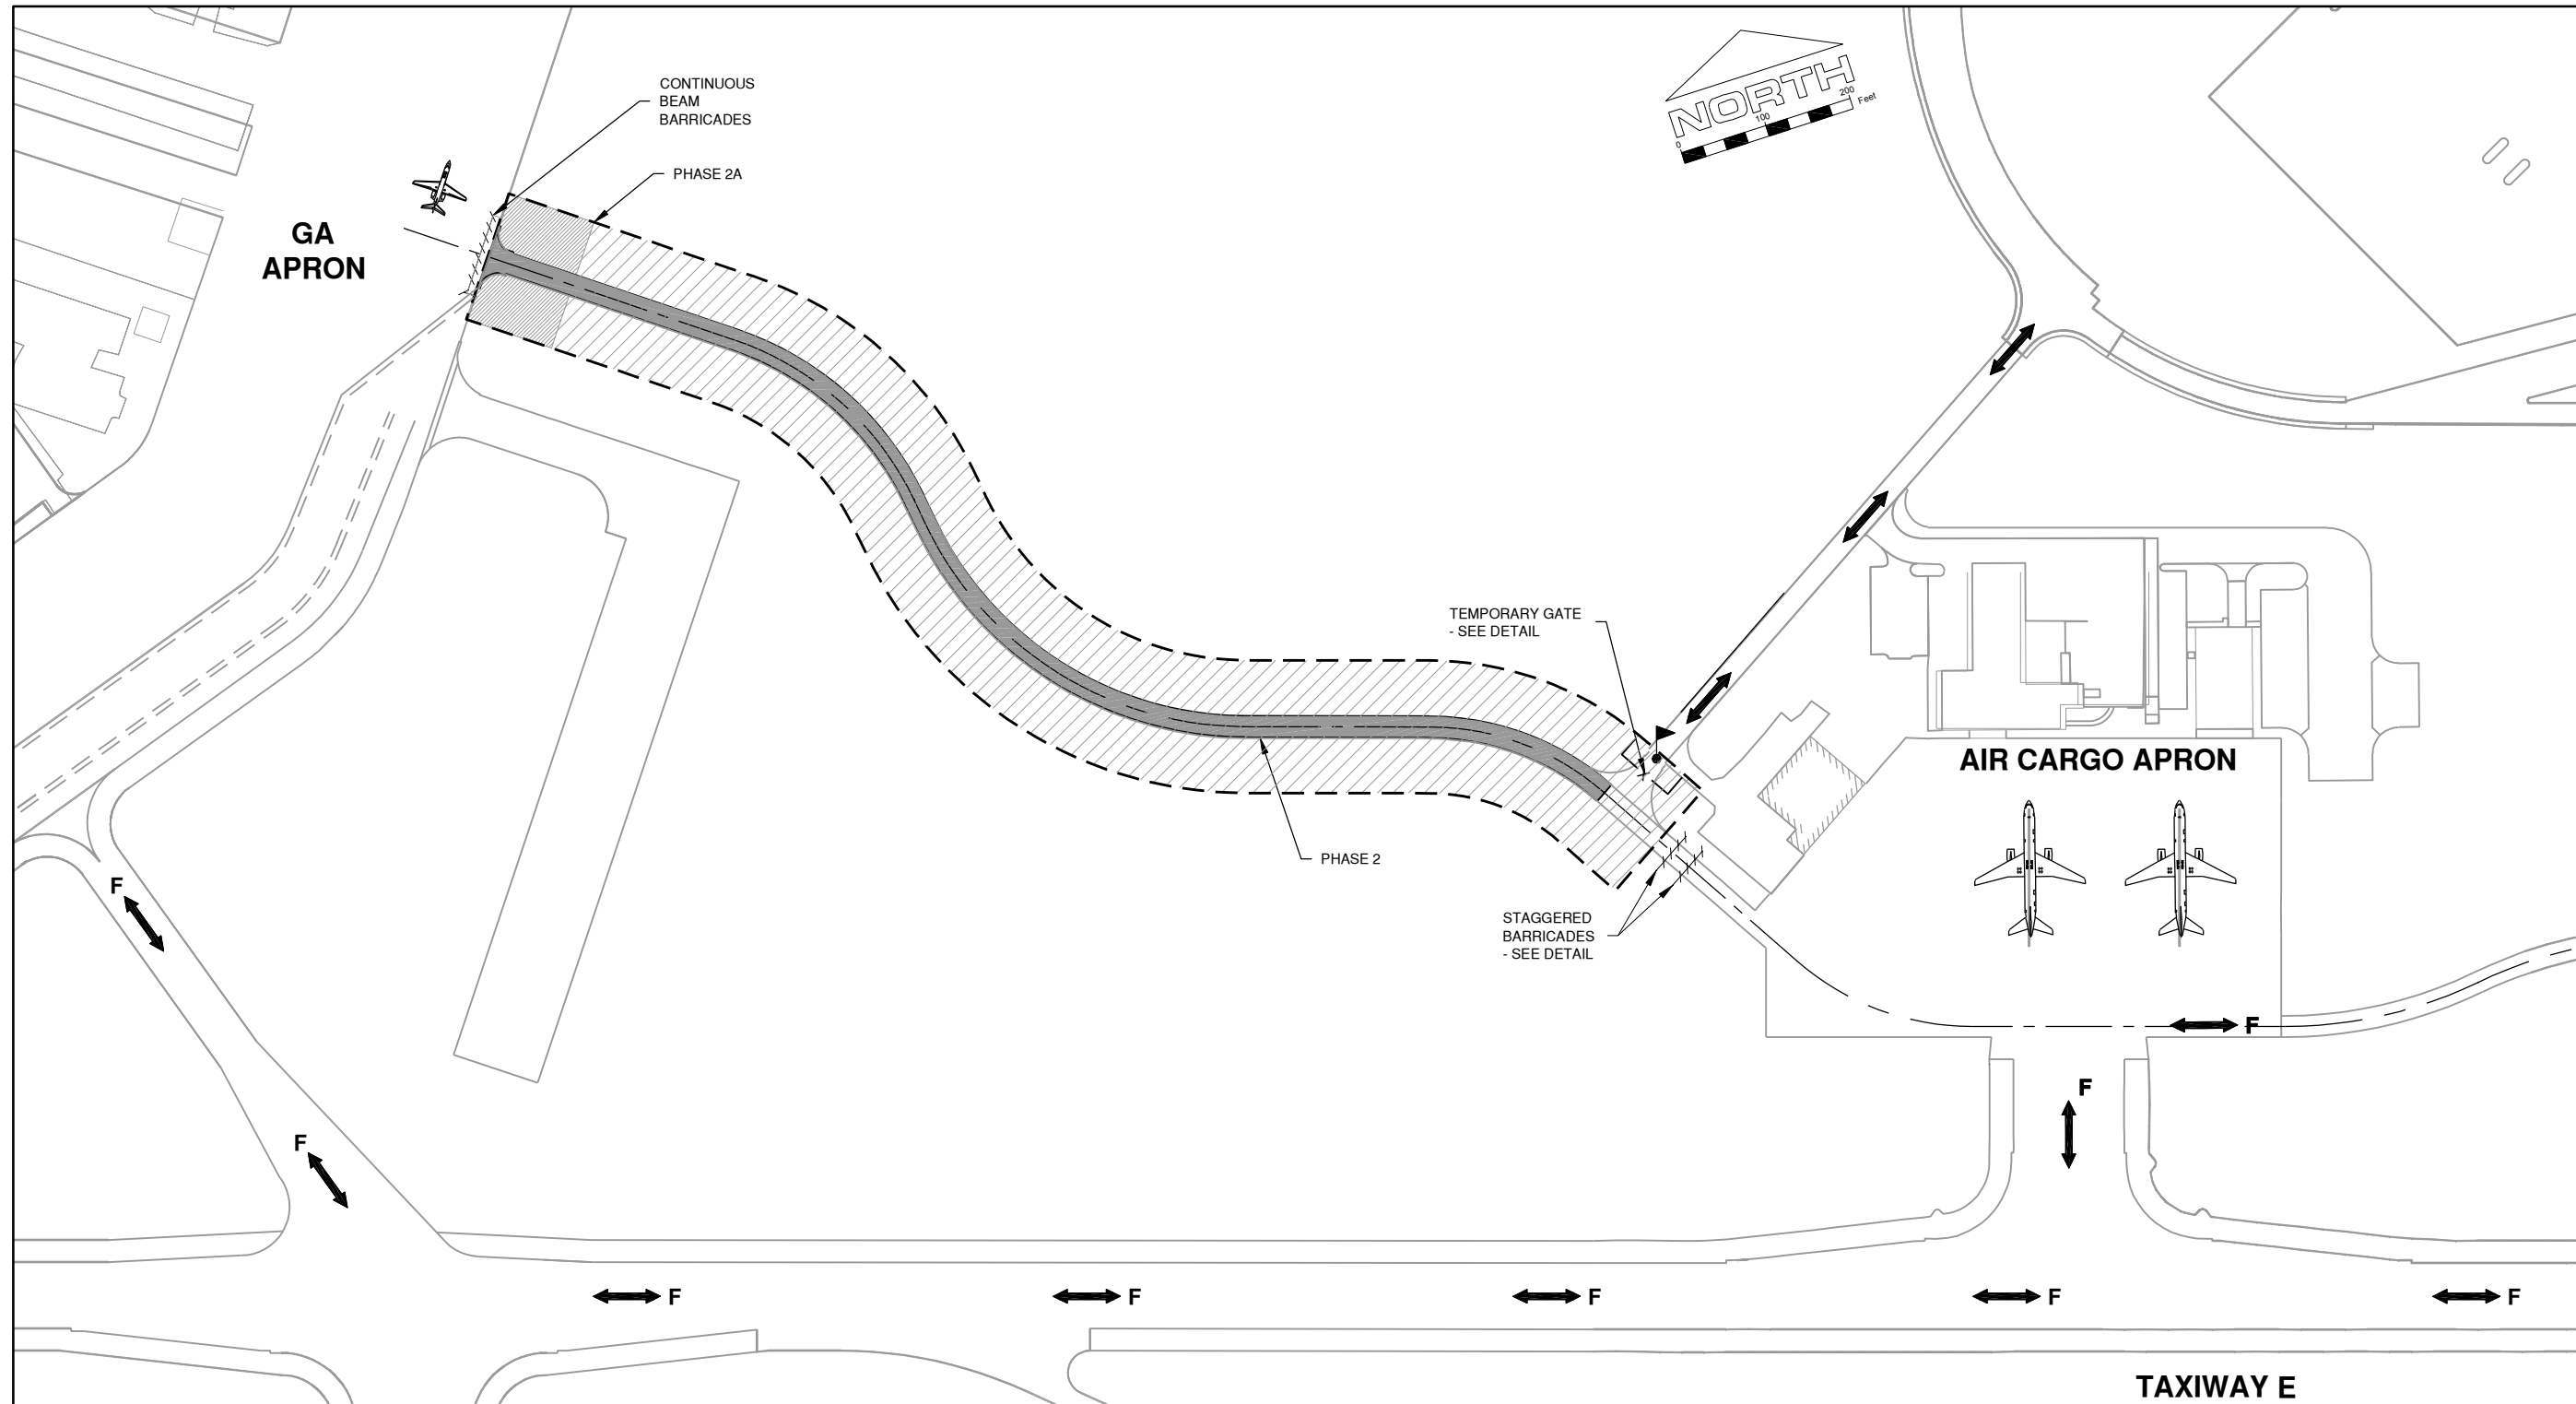 CONTINUOUS
BEAM
BARRICADES
PHASE 2A
GA
APRON
NORTH
0
100
200
Feet
TEMPORARY GATE
- SEE DETAIL
AIR CARGO APRON
PHASE 2
STAGGERED
BARRICADES
- SEE DETAIL
F
F
F
F
F
F
F
F
F
TAXIWAY E